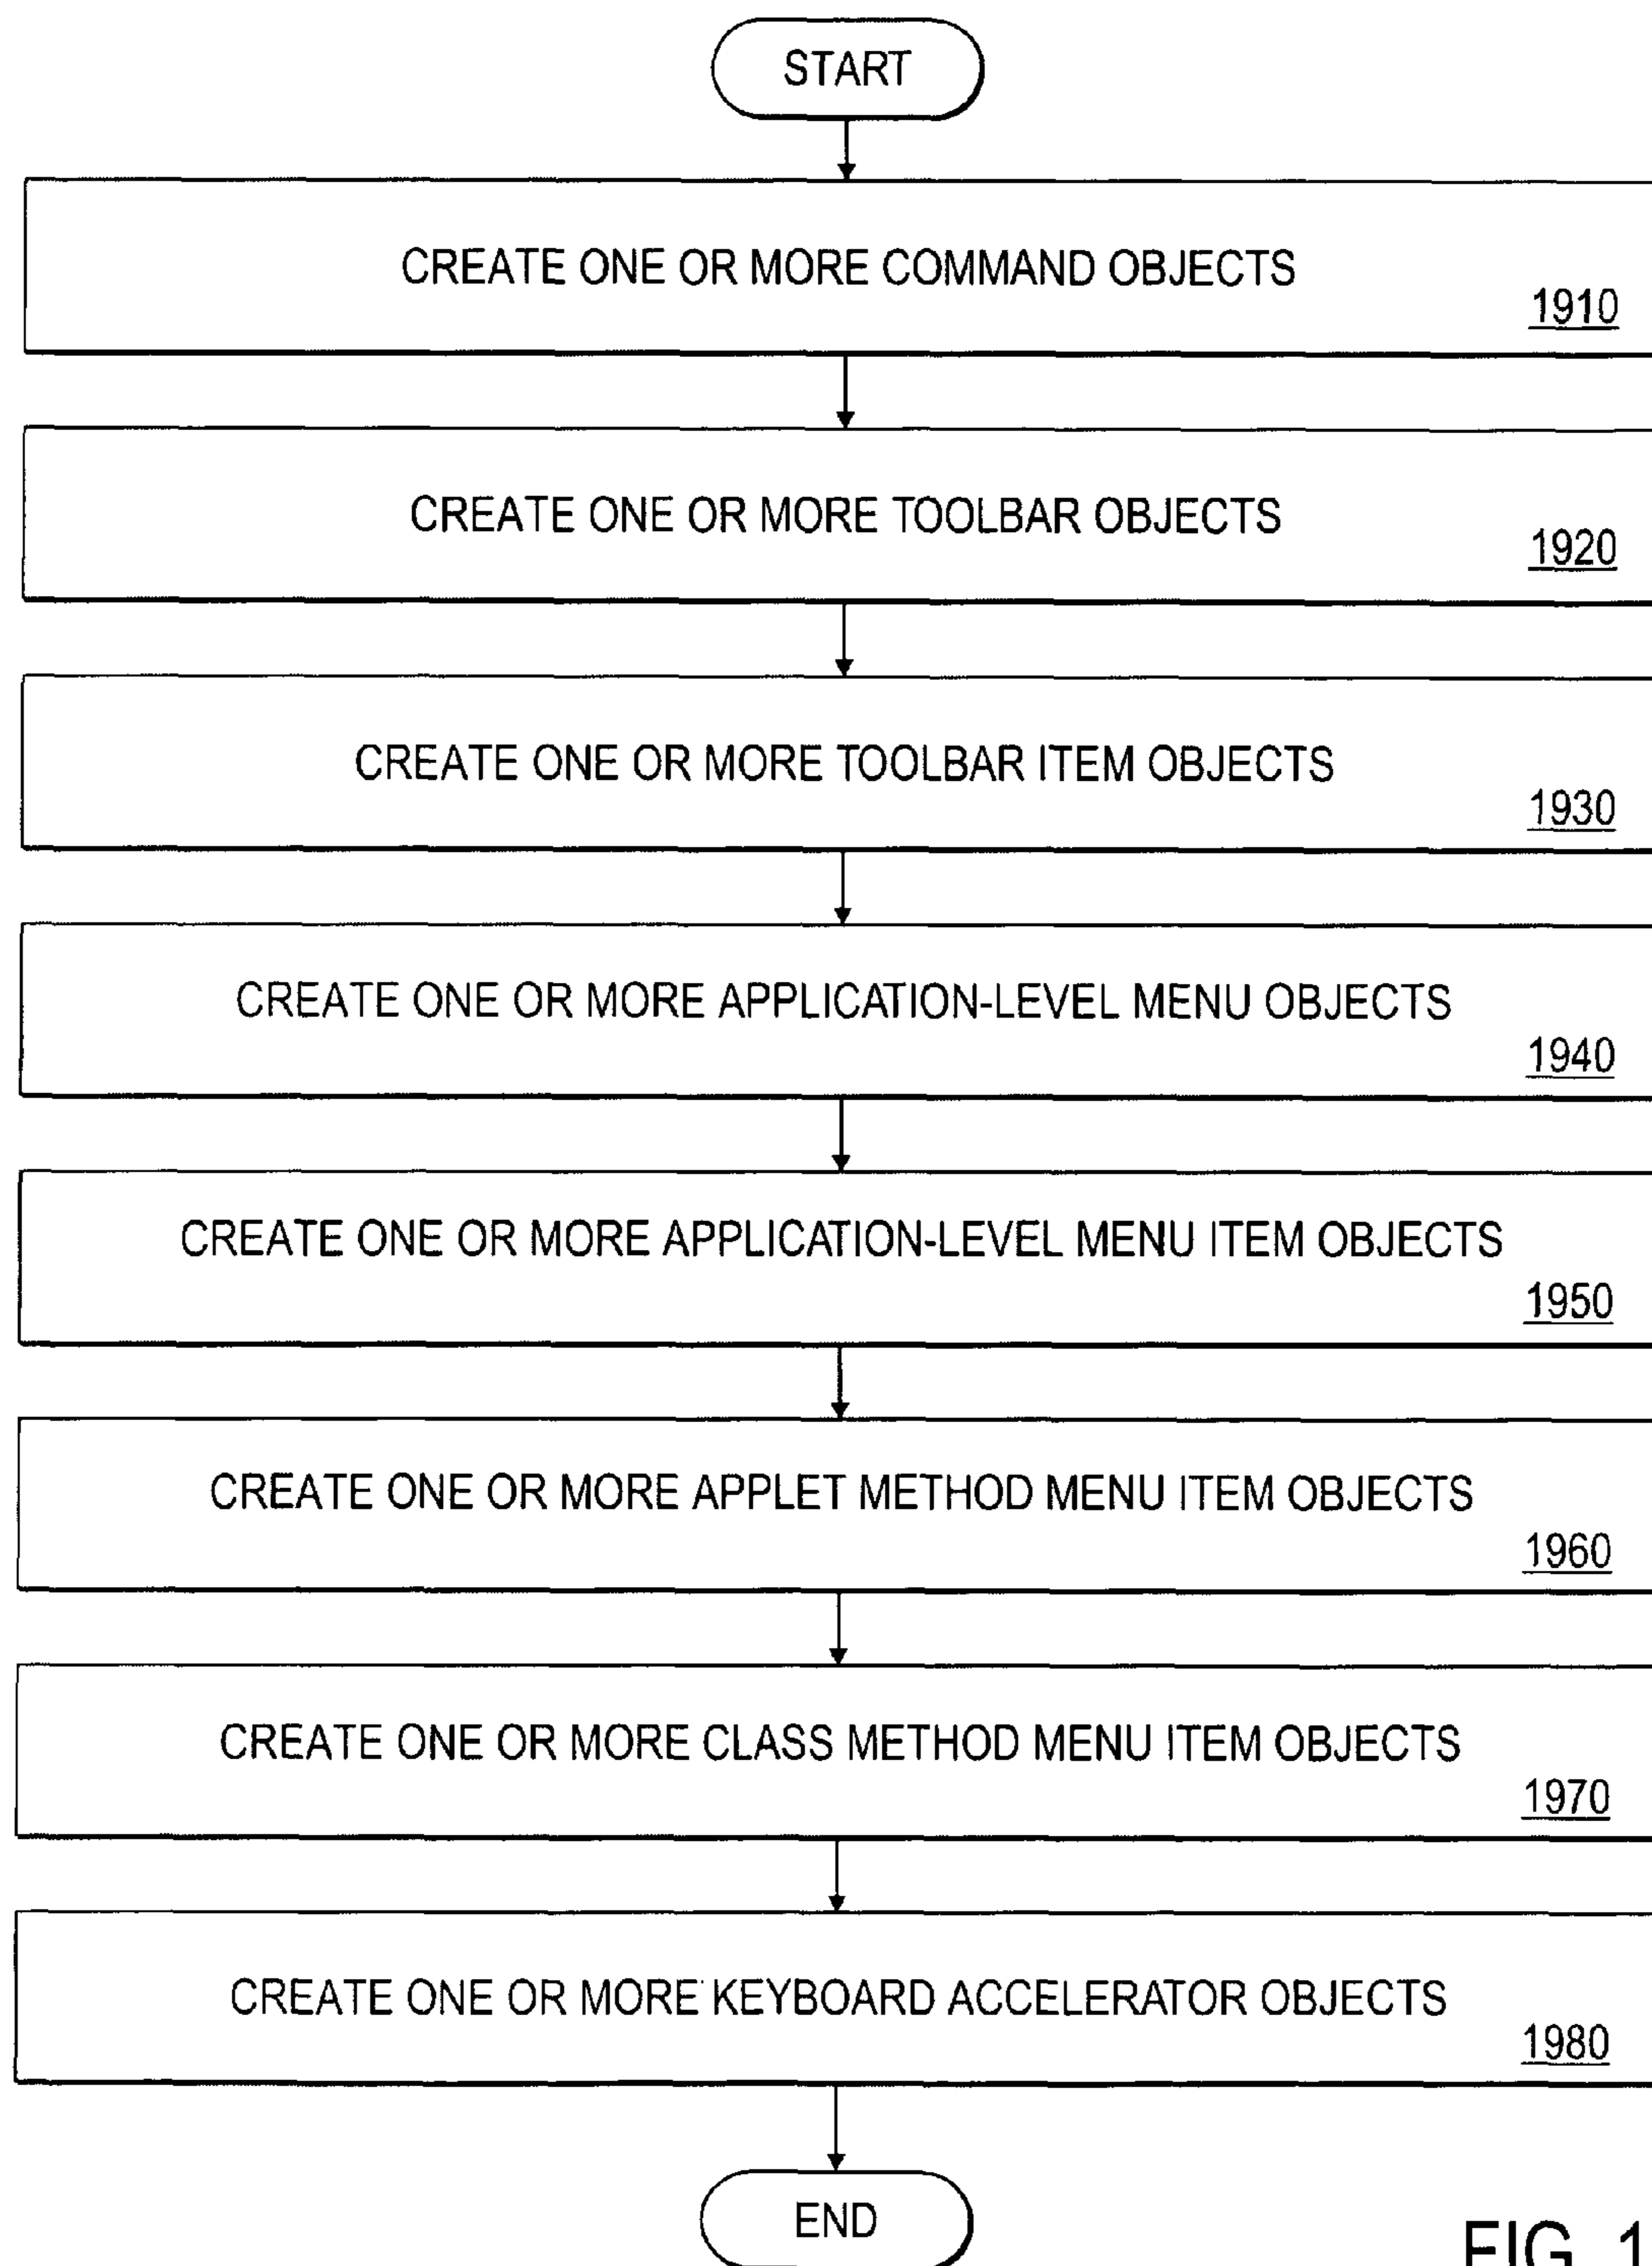 START
CREATE ONE OR MORE COMMAND OBJECTS
1910
CREATE ONE OR MORE TOOLBAR OBJECTS
1920
CREATE ONE OR MORE TOOLBAR ITEM OBJECTS
1930
CREATE ONE OR MORE APPLICATION-LEVEL MENU OBJECTS
1940
CREATE ONE OR MORE APPLICATION-LEVEL MENU ITEM OBJECTS
1950
CREATE ONE OR MORE APPLET METHOD MENU ITEM OBJECTS
1960
CREATE ONE OR MORE CLASS METHOD MENU ITEM OBJECTS
1970
CREATE ONE OR MORE KEYBOARD ACCELERATOR OBJECTS
1980
END
FIG. 1